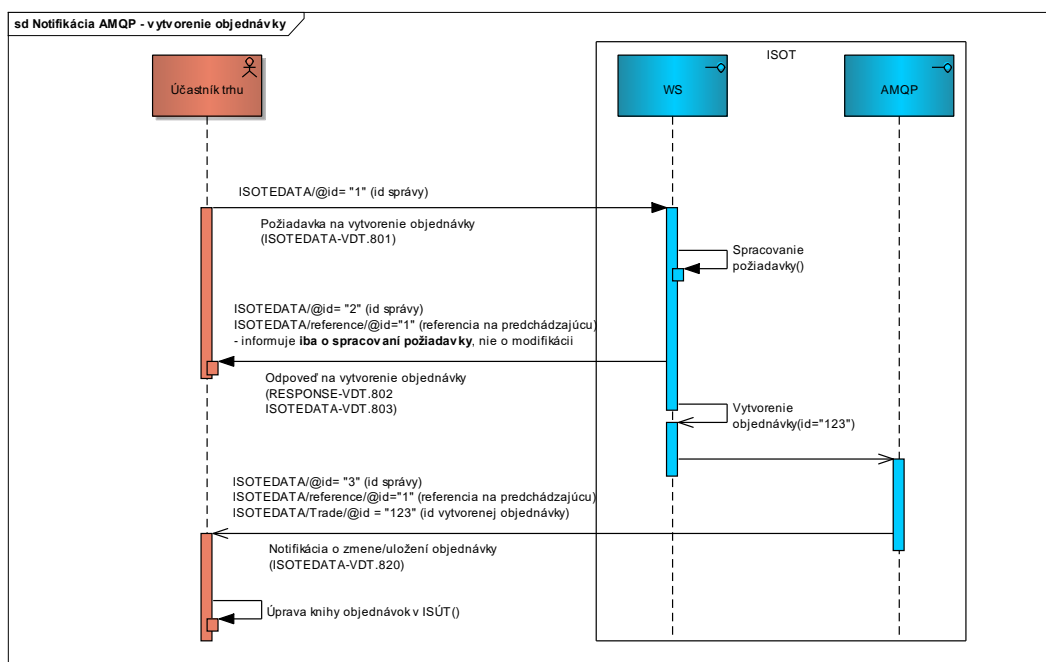 sd Notifikácia AMQP - vytvorenie objednávky
ISOT
Účastník trhu
WS
AMQP
ISOTEDATA/@id= "1" (id správy)
Požiadavka na vytvorenie objednávky
(ISOTEDATA-VDT.801)
Spracovanie
požiadavky()
ISOTEDATA/@id= "2" (id správy)
ISOTEDATA/reference/@id="1" (referencia na predchádzajúcu)
- informuje iba o spracovaní požiadavky, nie o modifikácii
Odpoveď na vytvorenie objednávky
(RESPONSE-VDT.802
ISOTEDATA-VDT.803)
Vytvorenie
objednávky(id="123")
ISOTEDATA/@id= "3" (id správy)
ISOTEDATA/reference/@id="1" (referencia na predchádzajúcu)
ISOTEDATA/Trade/@id = "123" (id vytvorenej objednávky)
Notifikácia o zmene/uložení objednávky
(ISOTEDATA-VDT.820)
Úprava knihy objednávok v ISÚT()